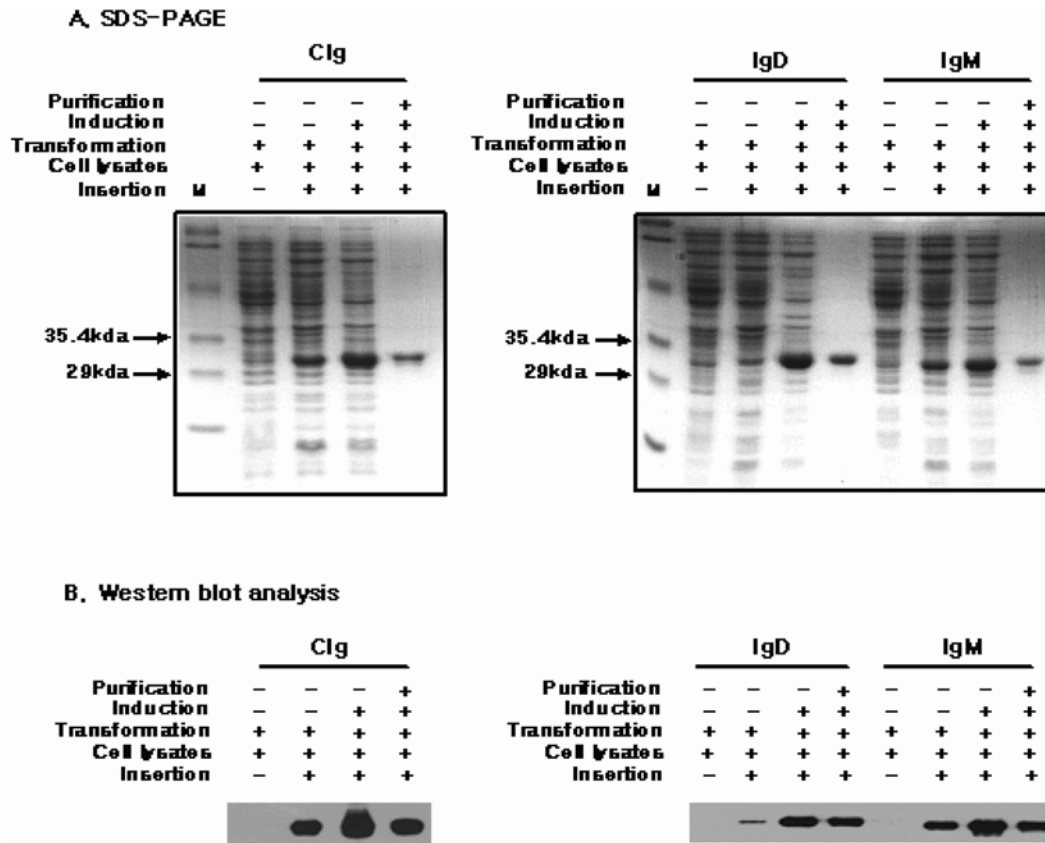 A. SDS-PAGE
CIg
Purification – – – +
Induction – – + +
Transformation + + + +
Cell lysates + + + +
Insertion M – + + +
35.4kda
29kda
IgD IgM
Purification – – – + – – – +
Induction – – + + – – + +
Transformation + + + + + + + +
Cell lysates + + + + + + + +
Insertion M – + + + – + + +
35.4kda
29kda
B. Western blot analysis
CIg
Purification – – – +
Induction – – + +
Transformation + + + +
Cell lysates + + + +
Insertion – + + +
IgD IgM
Purification – – – + – – – +
Induction – – + + – – + +
Transformation + + + + + + + +
Cell lysates + + + + + + + +
Insertion – + + + – + + +